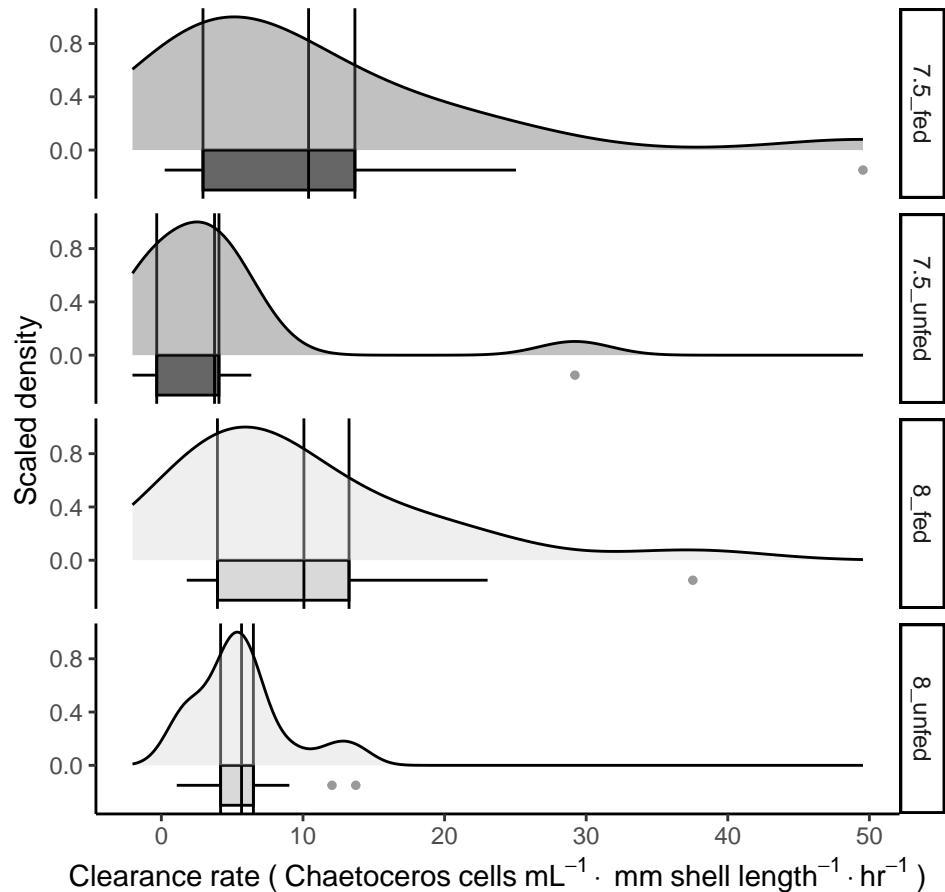 0.8
0.4
0.0
7.5_fed
0.8
0.4
0.0
7.5_unfed
0.8
0.4
0.0
8_fed
0.8
0.4
0.0
8_unfed
Scaled density
0 10 20 30 40 50
Clearance rate ( Chaetoceros cells mL⁻¹ · mm shell length⁻¹ · hr⁻¹ )